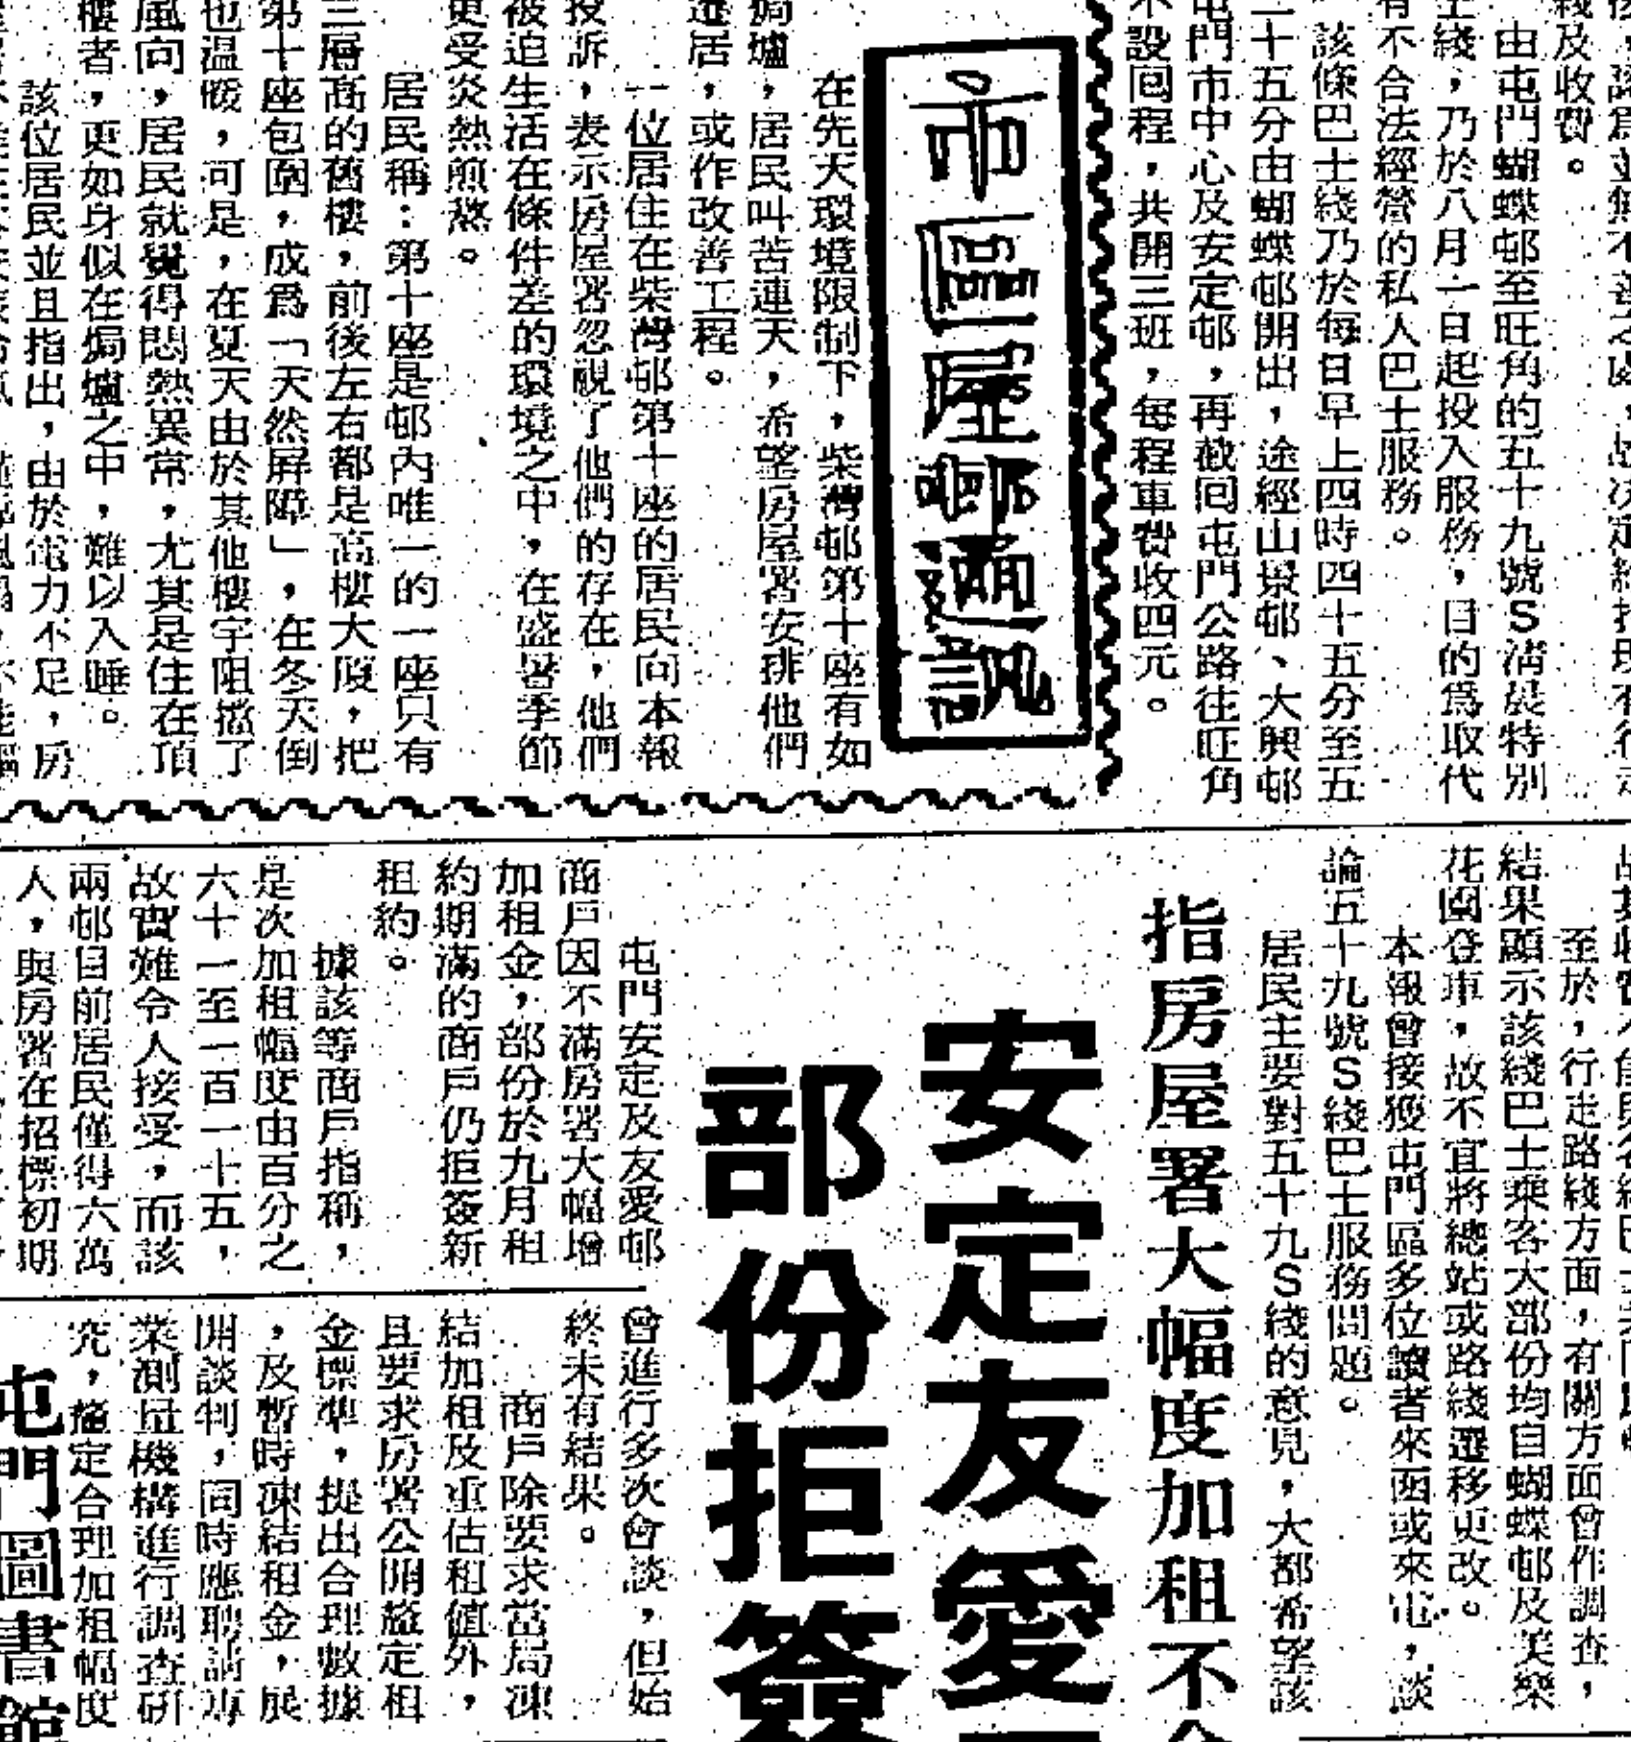 綫及收費。
由屯門蝴蝶邨至旺角的五十九號S清晨特別
綫，乃於八月一日起投入服務，目的爲取代
有不合法經營的私人巴士服務。
該條巴士綫乃於每日早上四時四十五分至五
二十五分由蝴蝶邨開出，途經山景邨、大興邨
屯門市中心及安定邨，再載回屯門公路往旺角
不設回程，共開三班，每程車費收四元。
市區屋邨通訊
在先天環境限制下，柴灣邨第十座有如
焗爐，居民叫苦連天，希望房屋署安排他們
遷居，或作改善工程。
一位居住在柴灣邨第十座的居民向本報
投訴，表示房屋署忽視了他們的存在，他們
被迫生活在條件差的環境之中，在盛暑季節
更受炎熱煎熬。
居民稱：第十座是邨內唯一的一座只有
三層高的舊樓，前後左右都是高樓大廈，把
第十座包圍，成爲「天然屏障」，在冬天倒
也溫暖，可是，在夏天由於其他樓宇阻擋了
風向，居民就覺得悶熱異常，尤其是住在頂
樓者，更如身似在焗爐之中，難以入睡。
該位居民並且指出，由於電力不足，房
至於，行走路綫方面，有關方面曾作調查，
結果顯示該綫巴士乘客大部份均自蝴蝶邨及美樂
花園登車，故不宜將總站或路綫遷移更改。
本報曾接獲屯門區多位讀者來函或來電，談
論五十九號S綫巴士服務問題。
居民主要對五十九S綫的意見，大都希望該
指房屋署大幅度加租不合
安定友愛
部份拒簽
屯門安定及友愛邨
商戶因不滿房署大幅增
加租金，部份於九月租
約期滿的商戶仍拒簽新
租約。
據該等商戶指稱，
是次加租幅度由百分之
六十一至一百一十五，
故實難令人接受，而該
兩邨目前居民僅得六萬
人，與房署在招標初期
曾進行多次會談，但始
終未有結果。
商戶除要求當局凍
結加租及重估租值外，
且要求房署公開釐定租
金標準，提出合理數據
，及暫時凍結租金，展
開談判，同時應聘請專
業測量機構進行調查研
究，釐定合理加租幅度
屯門圖書館